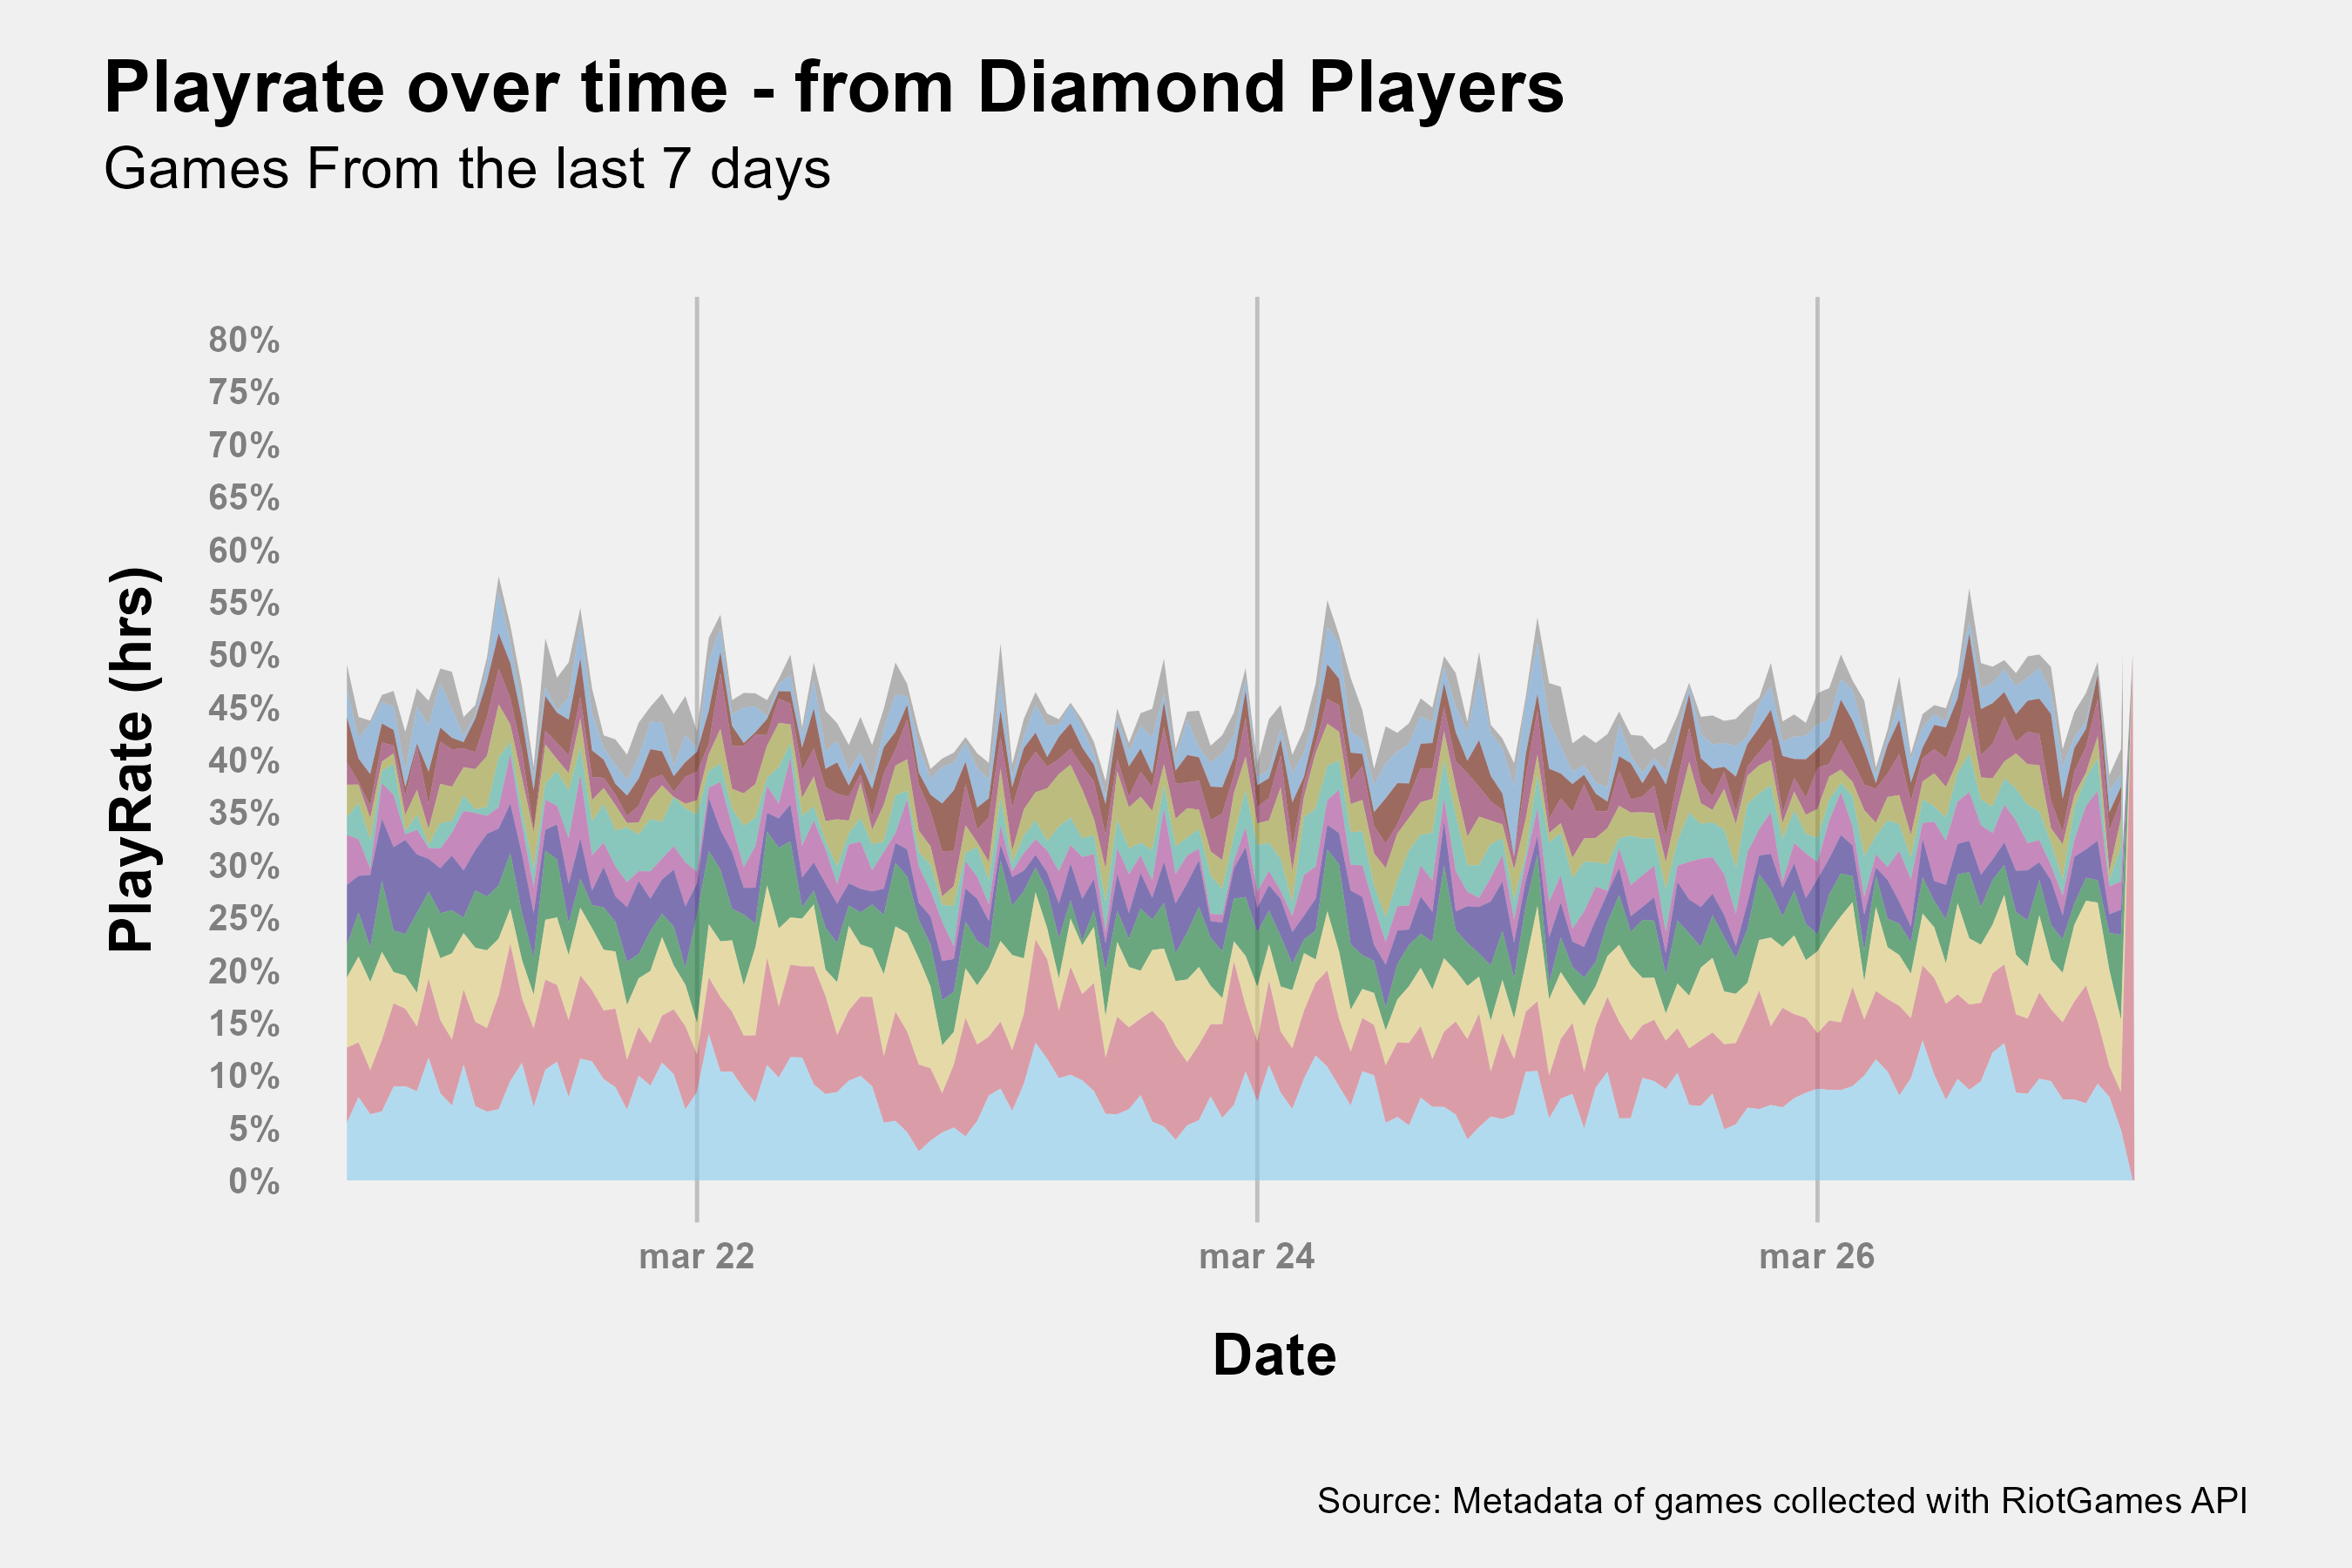 Playrate over time - from Diamond Players
Games From the last 7 days
PlayRate (hrs)
80%
75%
70%
65%
60%
55%
50%
45%
40%
35%
30%
25%
20%
15%
10%
5%
0%
mar 22
mar 24
mar 26
Date
Source: Metadata of games collected with RiotGames API